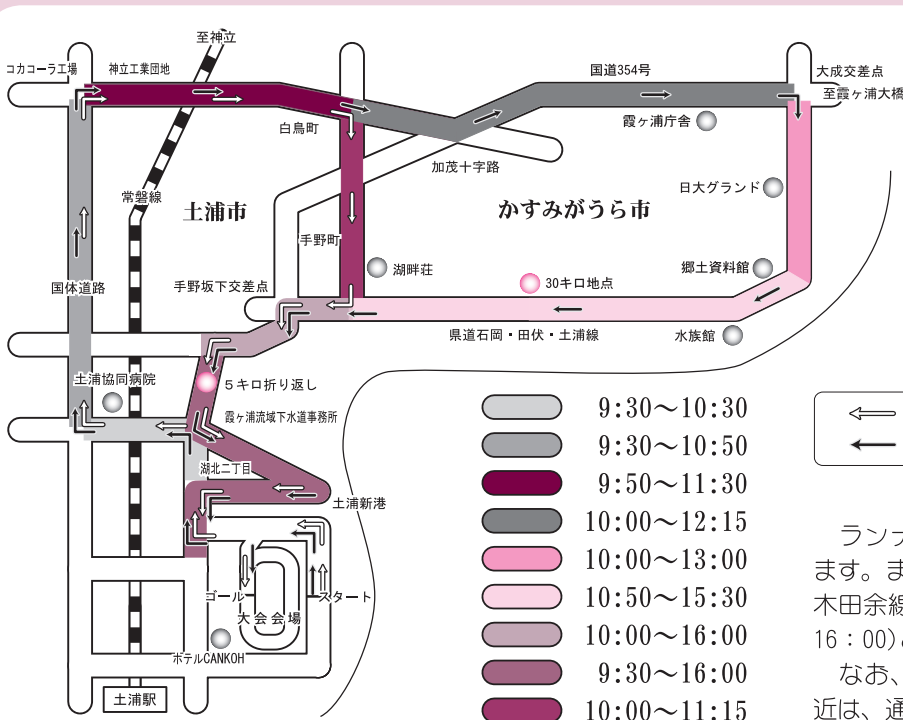 至神立
コカコーラ工場
神立工業団地
国道354号
大成交差点
至霞ヶ浦大橋
白鳥町
霞ヶ浦庁舎
加茂十字路
日大グランド
常磐線
土浦市
かすみがうら市
手野町
湖畔荘
郷土資料館
国体道路
手野坂下交差点
30キロ地点
県道石岡・田伏・土浦線
水族館
土浦協同病院
5キロ折り返し
霞ヶ浦流域下水道事務所
湖北二丁目
土浦新港
ゴール
スタート
大会会場
ホテルCANKOH
土浦駅
9:30～10:30
9:30～10:50
9:50～11:30
10:00～12:15
10:00～13:00
10:50～15:30
10:00～16:00
9:30～16:00
10:00～11:15
ランナ
ます。ま
木田余線
16：00)
なお、
近は、通